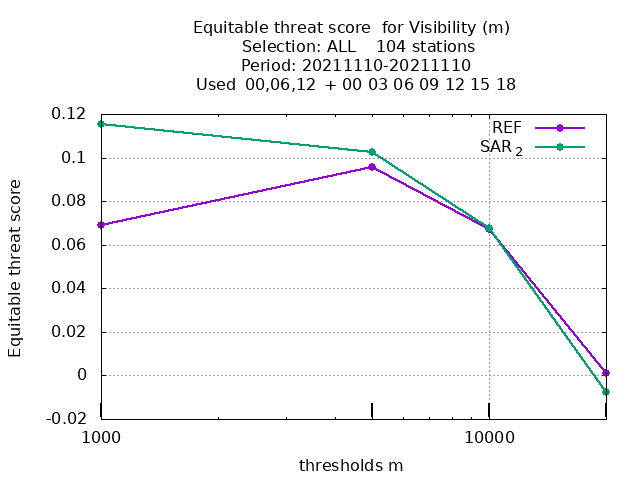 Equitable threat score  for Visibility (m)
Selection: ALL    104 stations
Period: 20211110-20211110
Used  00,06,12  + 00 03 06 09 12 15 18
0.12
0.1
0.08
0.06
0.04
0.02
0
-0.02
Equitable threat score
REF
SAR 2
1000
10000
thresholds m